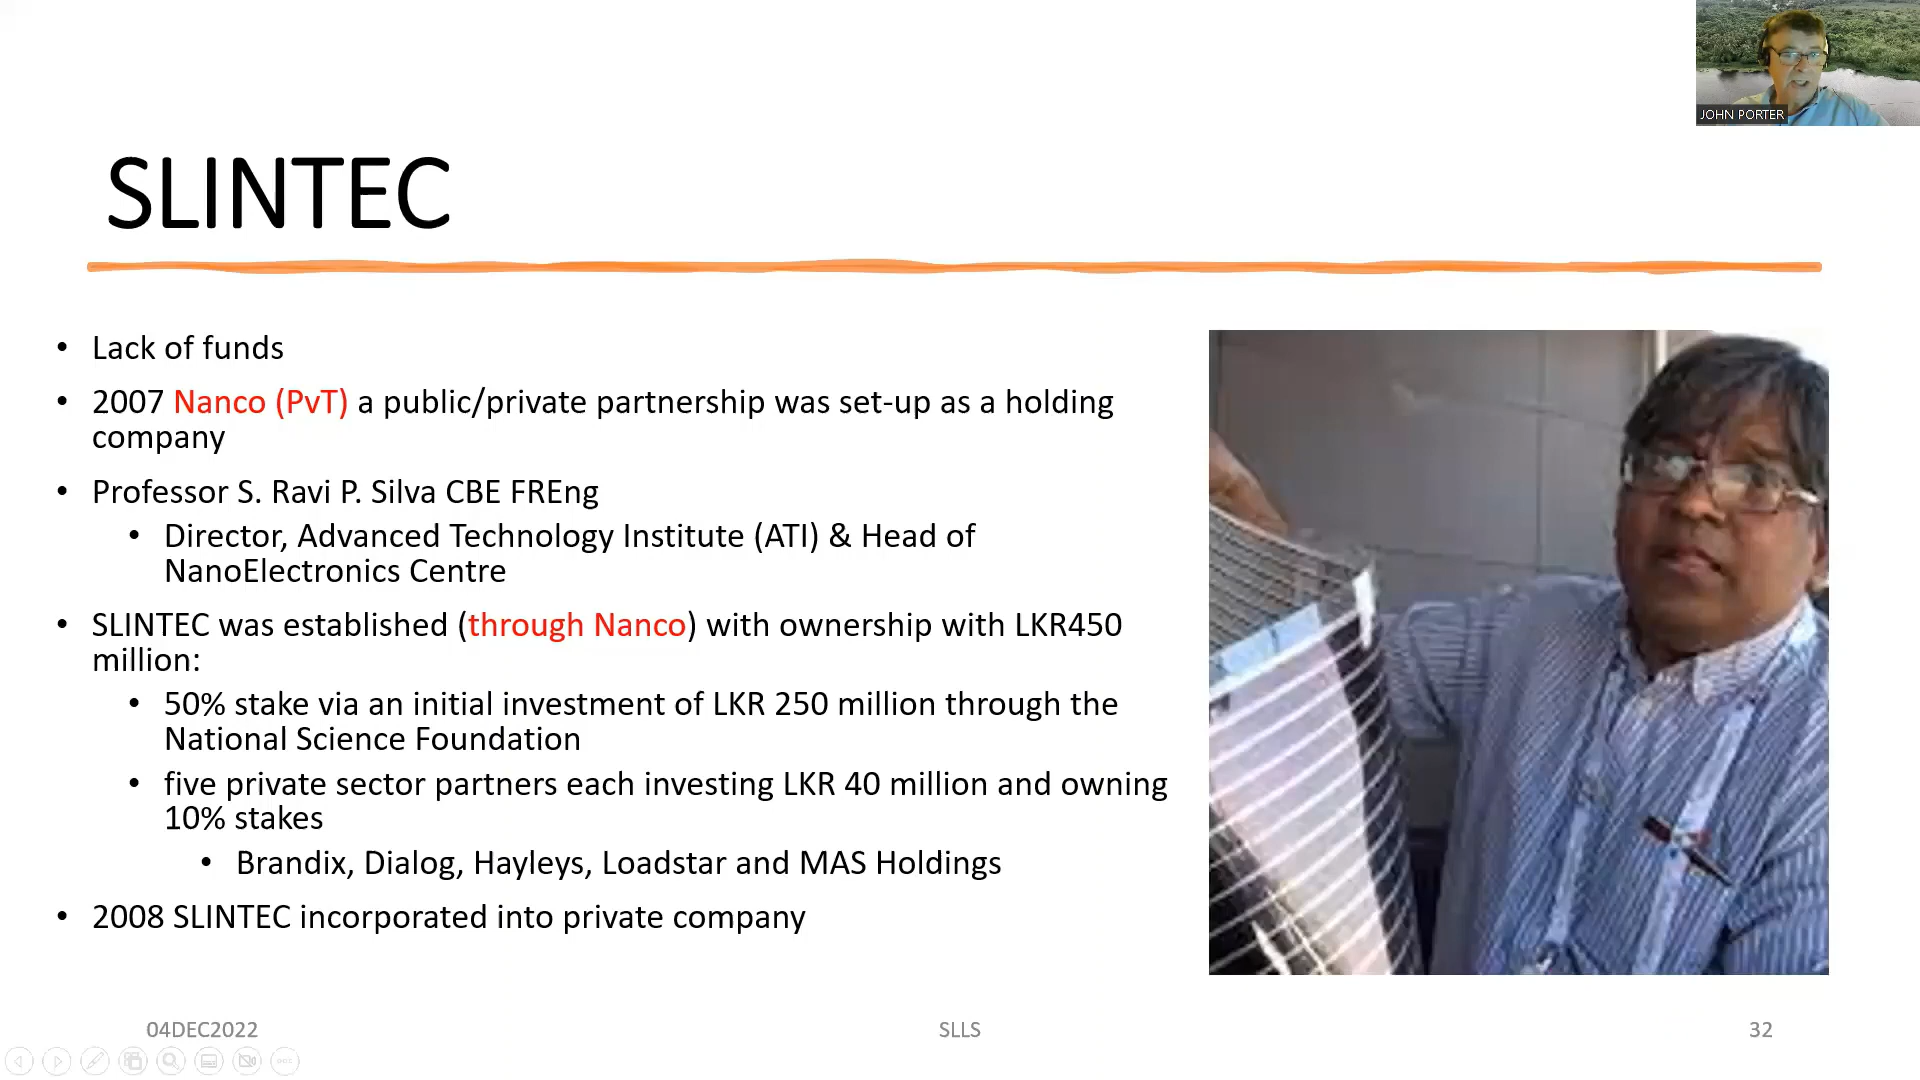 JOHN PORTER
SLINTEC
• Lack of funds
• 2007 Nanco (PvT) a public/private partnership was set-up as a holding
company
• Professor S. Ravi P. Silva CBE FREng
• Director, Advanced Technology Institute (ATI) & Head of
NanoElectronics Centre
• SLINTEC was established (through Nanco) with ownership with LKR450
million:
• 50% stake via an initial investment of LKR 250 million through the
National Science Foundation
• five private sector partners each investing LKR 40 million and owning
10% stakes
• Brandix, Dialog, Hayleys, Loadstar and MAS Holdings
• 2008 SLINTEC incorporated into private company
04DEC2022
SLLS
32